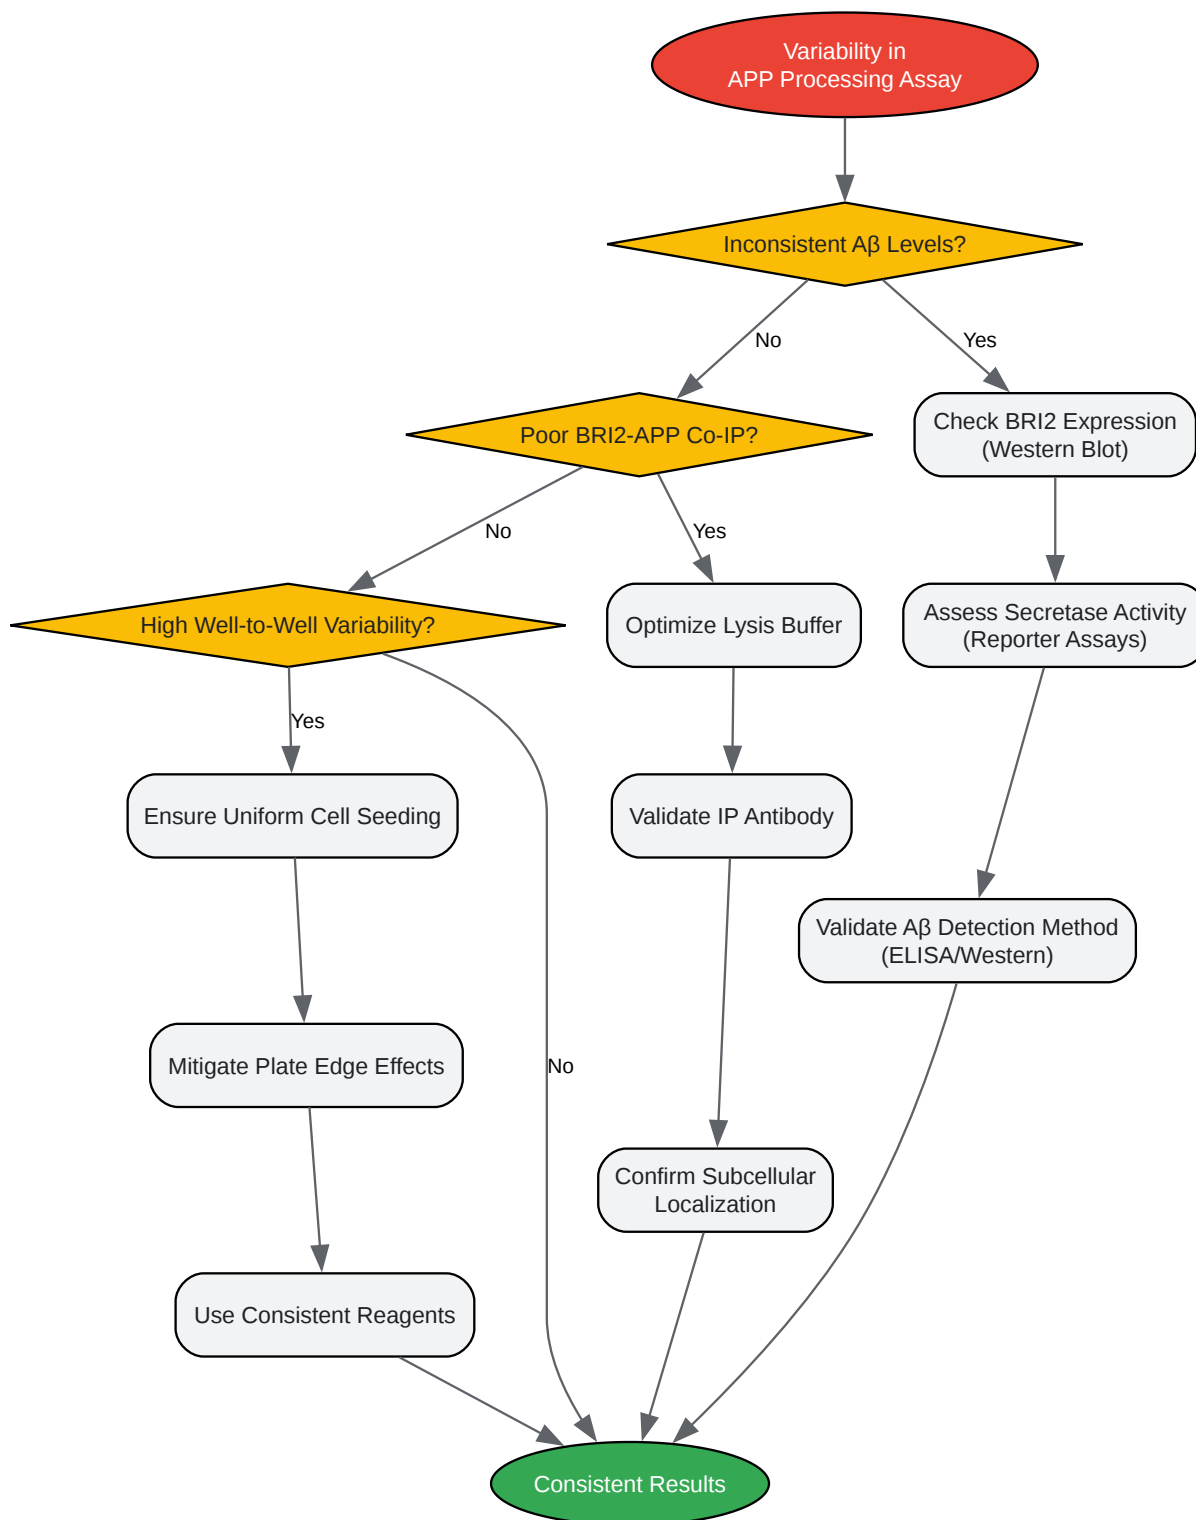 Variability in
APP Processing Assay
Inconsistent Aβ Levels?
No
Yes
Poor BRI2-APP Co-IP?
Check BRI2 Expression
(Western Blot)
No
Yes
High Well-to-Well Variability?
Optimize Lysis Buffer
Assess Secretase Activity
(Reporter Assays)
Yes
Ensure Uniform Cell Seeding
Validate IP Antibody
Validate Aβ Detection Method
(ELISA/Western)
Mitigate Plate Edge Effects
No
Confirm Subcellular
Localization
Use Consistent Reagents
Consistent Results